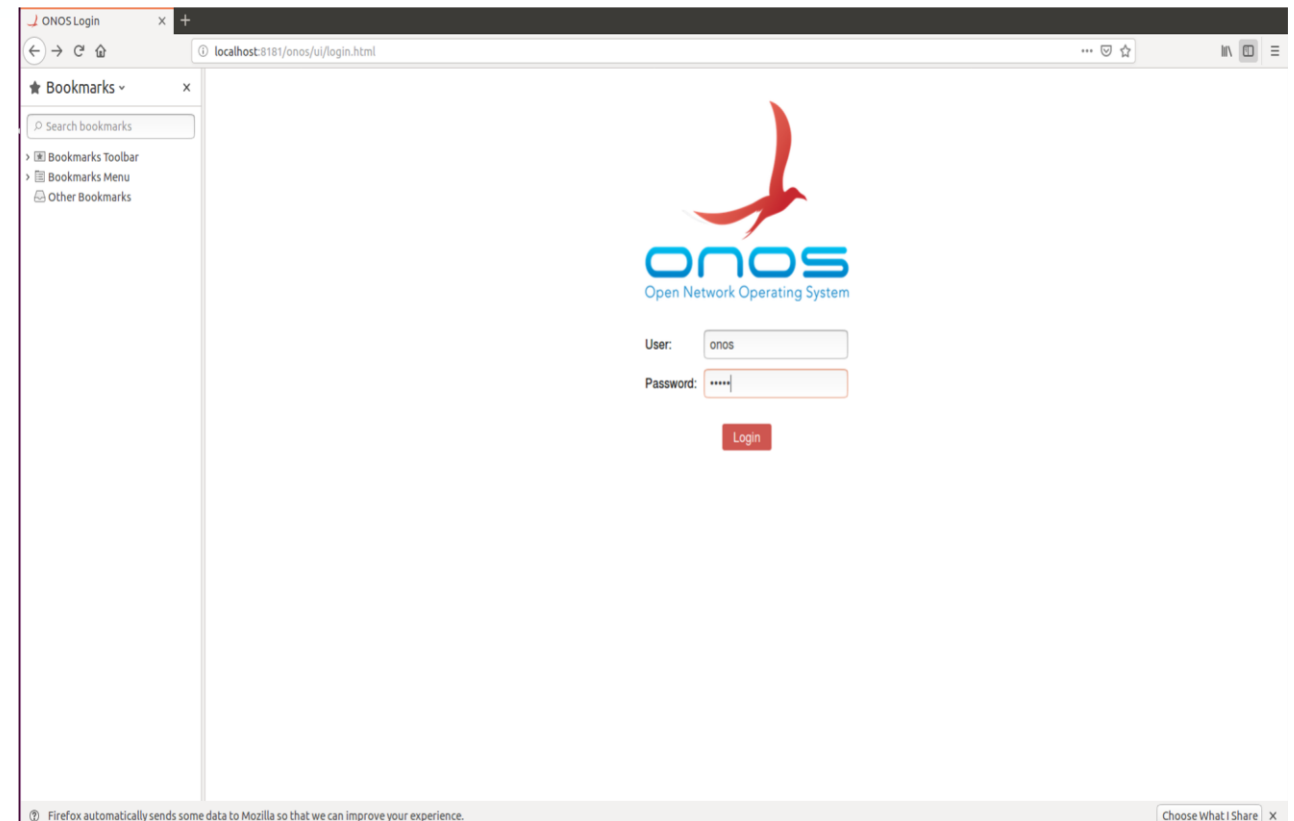 ONOS Login
localhost:8181/onos/ui/login.html
Bookmarks
Search bookmarks
Bookmarks Toolbar
Bookmarks Menu
Other Bookmarks
onos
Open Network Operating System
User: onos
Password: •••••
Login
Firefox automatically sends some data to Mozilla so that we can improve your experience. Choose What I Share